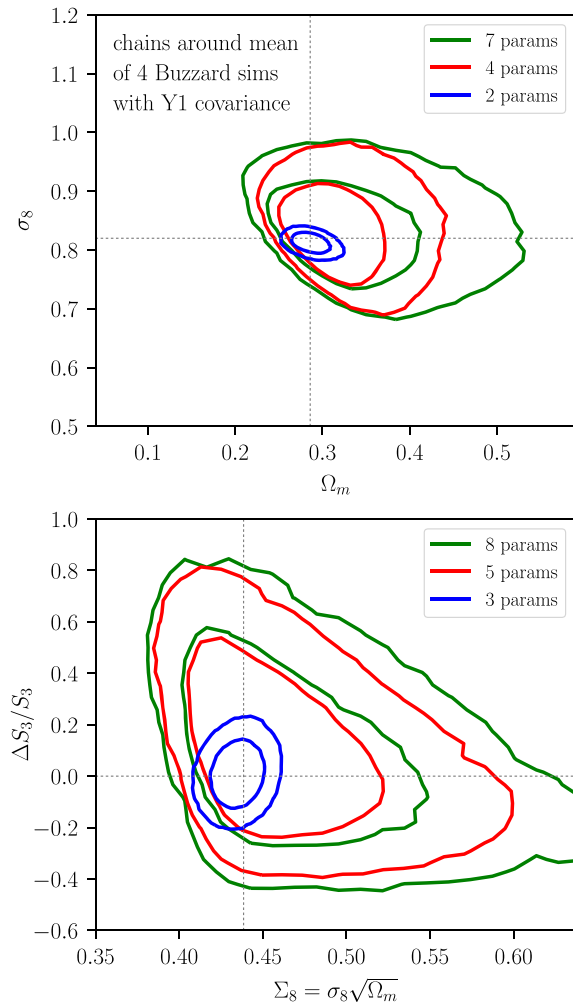 1.2
1.1
1.0
0.9
0.8
0.7
0.6
0.5
σ₈
chains around mean
of 4 Buzzard sims
with Y1 covariance
7 params
4 params
2 params
0.1 0.2 0.3 0.4 0.5
Ωₘ
1.0
0.8
0.6
0.4
0.2
0.0
−0.2
−0.4
−0.6
ΔS₃/S₃
8 params
5 params
3 params
0.35 0.40 0.45 0.50 0.55 0.60
Σ₈ = σ₈√Ωₘ